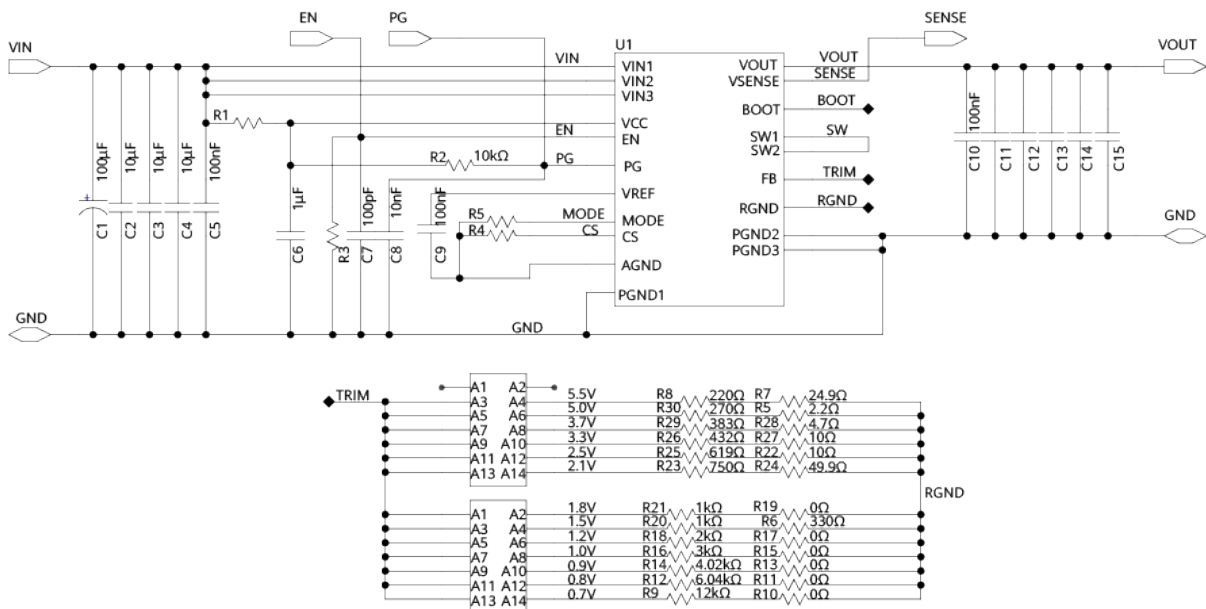 EN
PG
SENSE
VIN
U1
VOUT
VIN
VIN1
VOUT
VOUT
VIN2
VSENSE
SENSE
VIN3
BOOT
BOOT
R1
VCC
EN
EN
SW1
SW
SW2
R2
10kΩ
PG
PG
FB
TRIM
VREF
RGND
RGND
R5
MODE
MODE
R4
CS
CS
PGND2
GND
PGND3
AGND
PGND1
GND
GND
100µF
C1
10µF
C2
10µF
C3
10µF
C4
100nF
C5
1µF
C6
R3
100pF
C7
10nF
C8
100nF
C9
100nF
C10
C11
C12
C13
C14
C15
TRIM
A1 A2
A3 A4 5.5V R8 220Ω R7 24.9Ω
A5 A6 5.0V R30 270Ω R5 2.2Ω
A7 A8 3.7V R29 383Ω R28 4.7Ω
A9 A10 3.3V R26 432Ω R27 10Ω
A11 A12 2.5V R25 619Ω R22 10Ω
A13 A14 2.1V R23 750Ω R24 49.9Ω
RGND
A1 A2 1.8V R21 1kΩ R19 0Ω
A3 A4 1.5V R20 1kΩ R6 330Ω
A5 A6 1.2V R18 2kΩ R17 0Ω
A7 A8 1.0V R16 3kΩ R15 0Ω
A9 A10 0.9V R14 4.02kΩ R13 0Ω
A11 A12 0.8V R12 6.04kΩ R11 0Ω
A13 A14 0.7V R9 12kΩ R10 0Ω